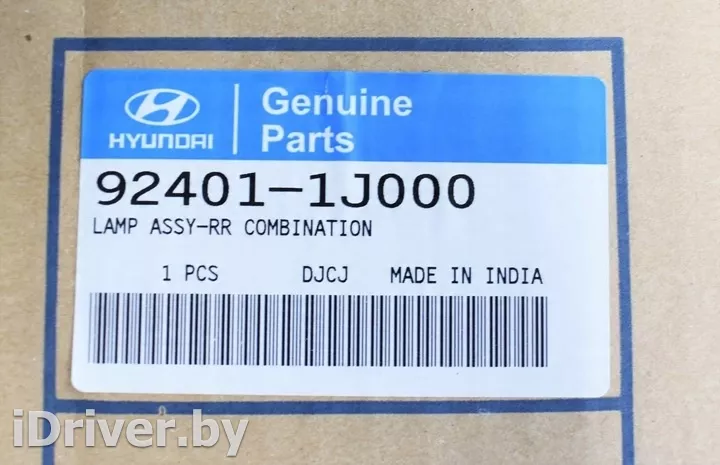 HYUNDAI
Genuine
Parts
92401-1J000
LAMP ASSY-RR COMBINATION
1 PCS DJCJ MADE IN INDIA
iDriver.by